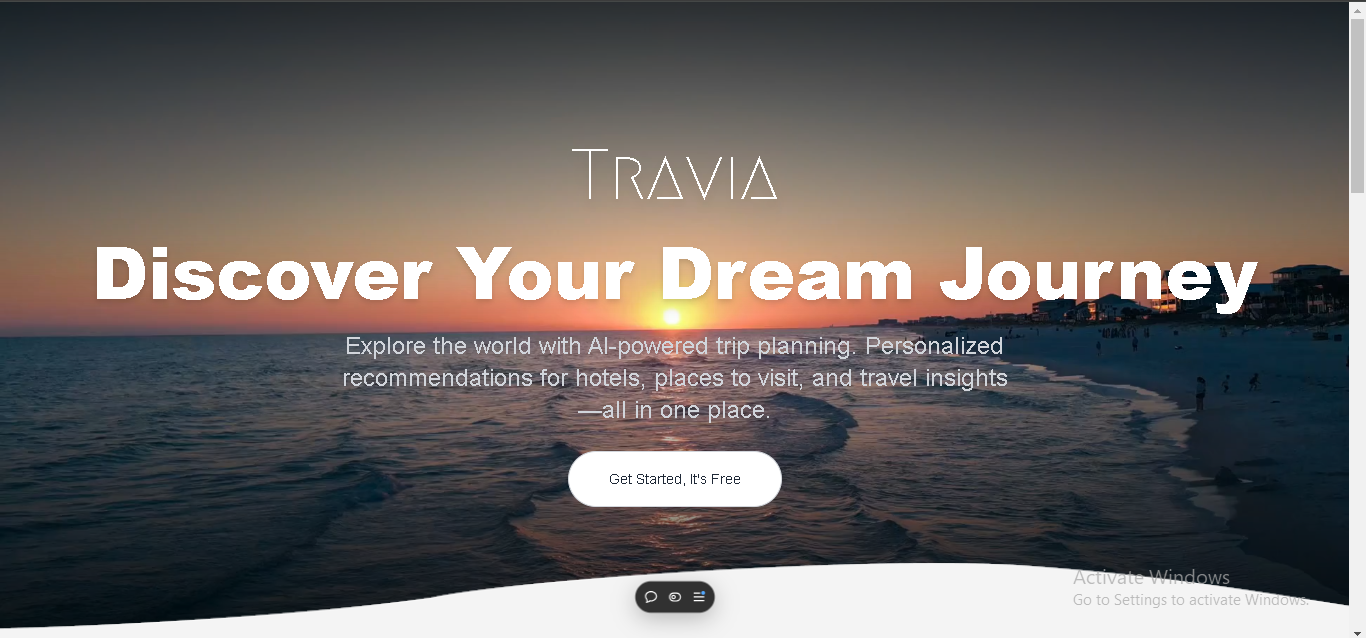 TRAVIA
Discover Your Dream Journey
Explore the world with AI-powered trip planning. Personalized
recommendations for hotels, places to visit, and travel insights
—all in one place.
Get Started, It's Free
Activate Windows
Go to Settings to activate Windows.